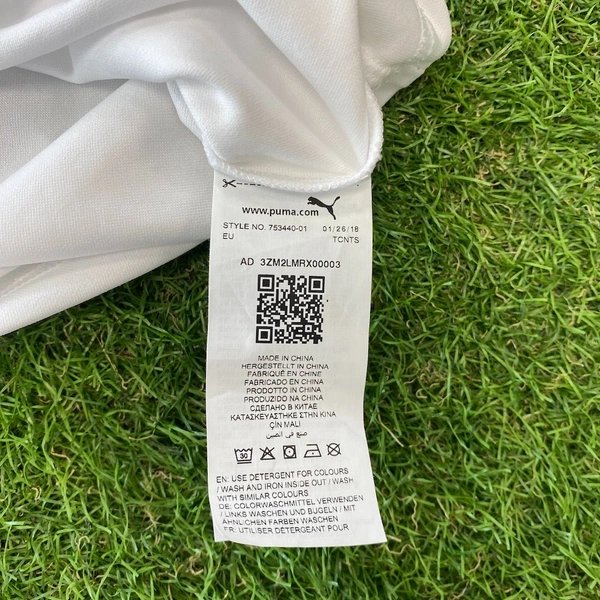 www.puma.com
STYLE NO. 753440-01 01/26/18
EU TCNTS
AD 3ZM2LMRX00003
MADE IN CHINA
HERGESTELLT IN CHINA
FABRIQUÉ EN CHINE
FABRICADO EN CHINA
PRODOTTO IN CHINA
PRODUZIDO NA CHINA
СДЕЛАНО В КИТАЕ
ΚΑΤΑΣΚΕΥΑΣΤΗΚΕ ΣΤΗΝ ΚΙΝΑ
ÇİN MALI
صنع في الصين
30
EN: USE DETERGENT FOR COLOURS
/ WASH AND IRON INSIDE OUT / WASH
WITH SIMILAR COLOURS
DE: COLORWASCHMITTEL VERWENDEN
/ LINKS WASCHEN UND BÜGELN / MIT
ÄHNLICHEN FARBEN WASCHEN
FR: UTILISER DÉTERGEANT POUR